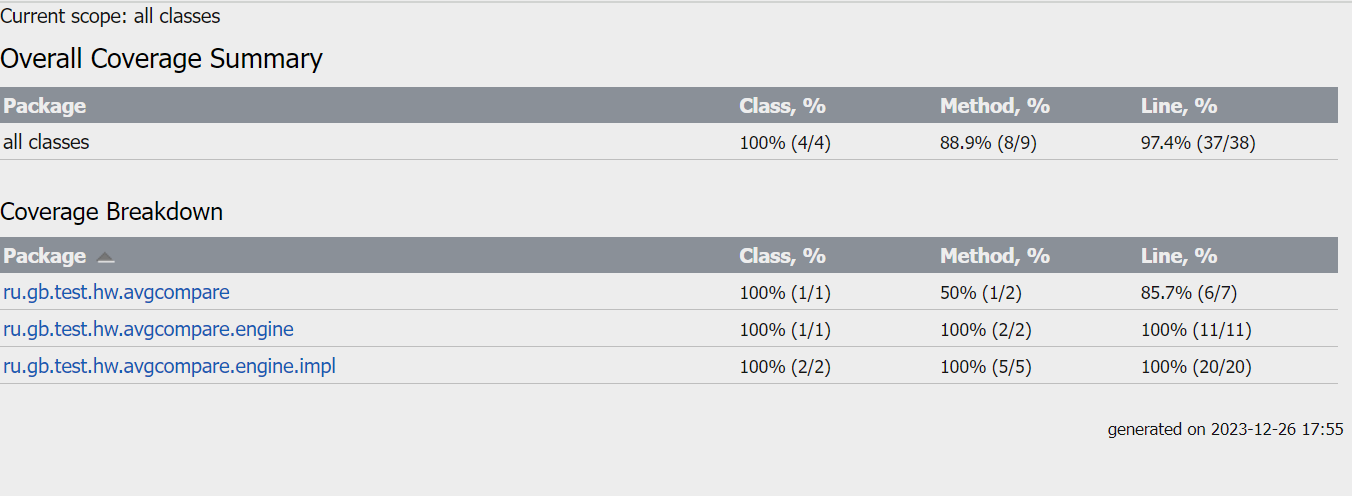 Current scope: all classes
Overall Coverage Summary
Package Class, % Method, % Line, %
all classes 100% (4/4) 88.9% (8/9) 97.4% (37/38)
Coverage Breakdown
Package Class, % Method, % Line, %
ru.gb.test.hw.avgcompare 100% (1/1) 50% (1/2) 85.7% (6/7)
ru.gb.test.hw.avgcompare.engine 100% (1/1) 100% (2/2) 100% (11/11)
ru.gb.test.hw.avgcompare.engine.impl 100% (2/2) 100% (5/5) 100% (20/20)
generated on 2023-12-26 17:55